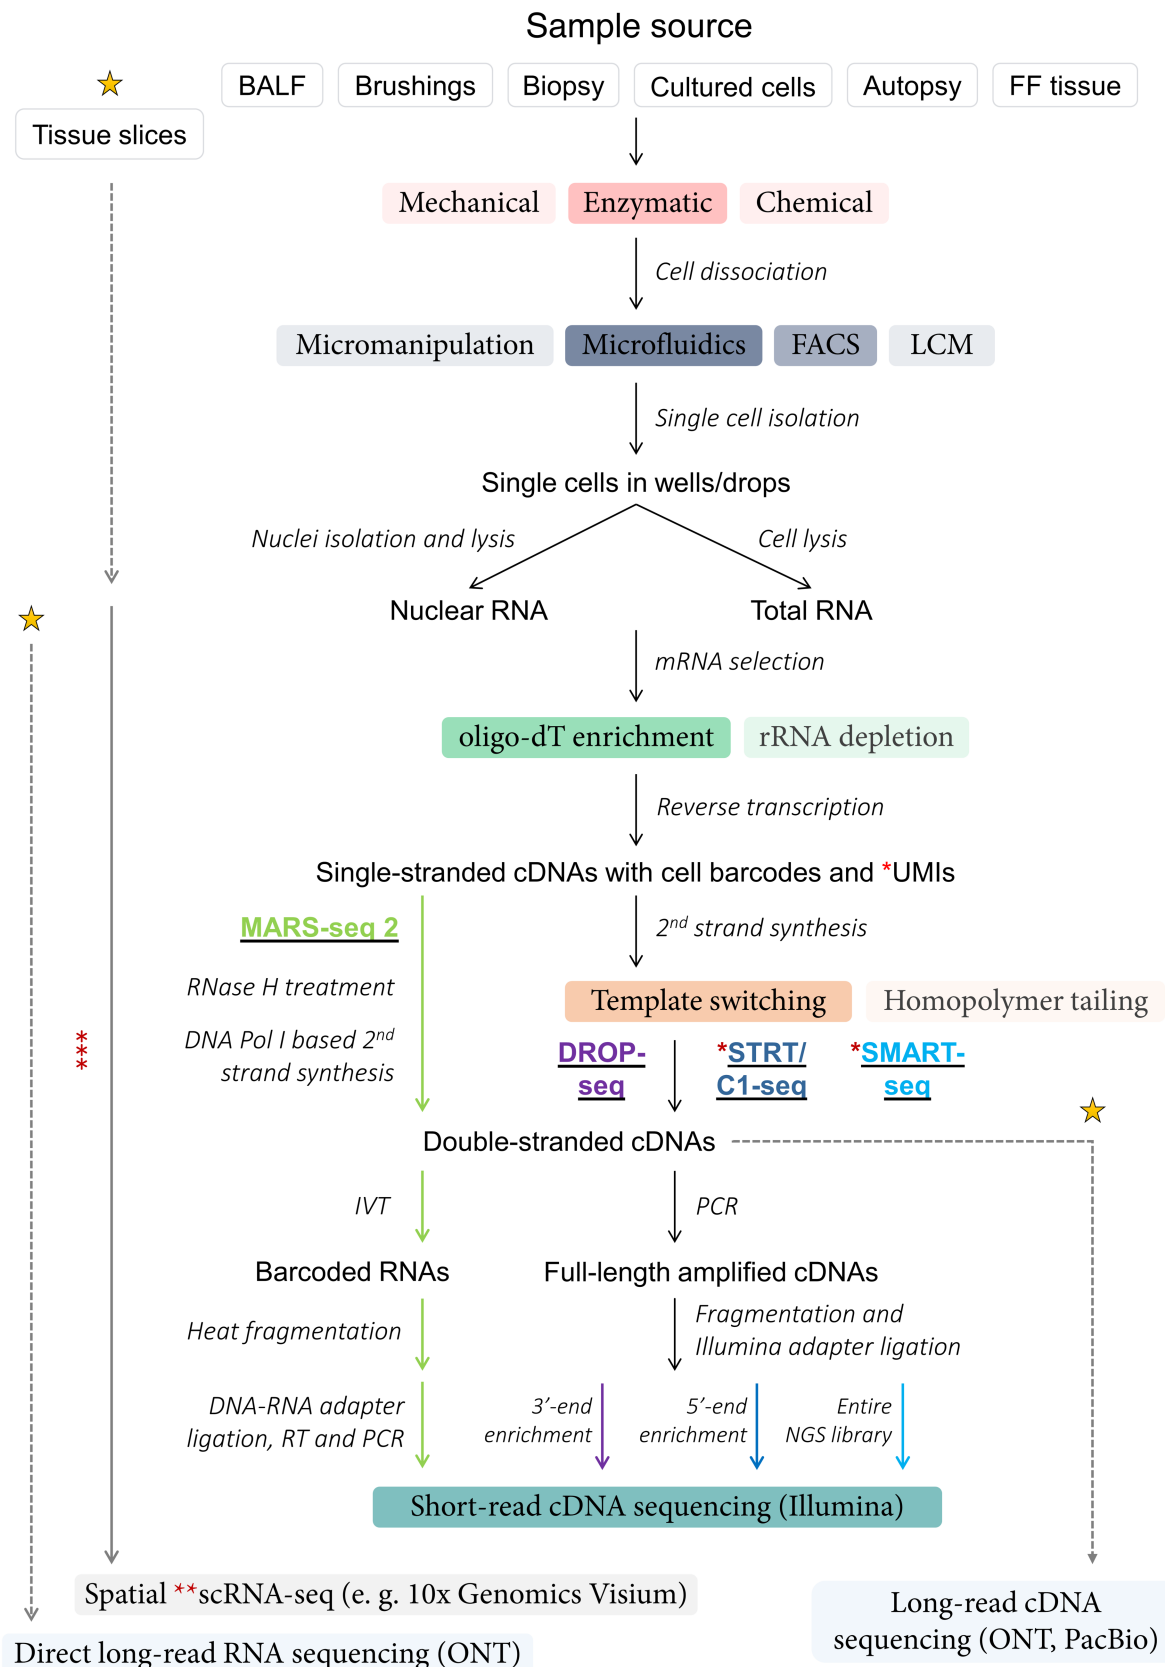 Sample source
BALF
Brushings
Biopsy
Cultured cells
Autopsy
FF tissue
Tissue slices
Mechanical
Enzymatic
Chemical
Cell dissociation
Micromanipulation
Microfluidics
FACS
LCM
Single cell isolation
Single cells in wells/drops
Nuclei isolation and lysis
Cell lysis
Nuclear RNA
Total RNA
mRNA selection
oligo-dT enrichment
rRNA depletion
Reverse transcription
Single-stranded cDNAs with cell barcodes and *UMIs
MARS-seq 2
2nd strand synthesis
RNase H treatment
Template switching
Homopolymer tailing
DNA Pol I based 2nd
strand synthesis
***
DROP-
seq
*STRT/
C1-seq
*SMART-
seq
Double-stranded cDNAs
IVT
PCR
Barcoded RNAs
Full-length amplified cDNAs
Heat fragmentation
Fragmentation and
Illumina adapter ligation
DNA-RNA adapter
ligation, RT and PCR
3’-end
enrichment
5’-end
enrichment
Entire
NGS library
Short-read cDNA sequencing (Illumina)
Spatial **scRNA-seq (e. g. 10x Genomics Visium)
Long-read cDNA
sequencing (ONT, PacBio)
Direct long-read RNA sequencing (ONT)